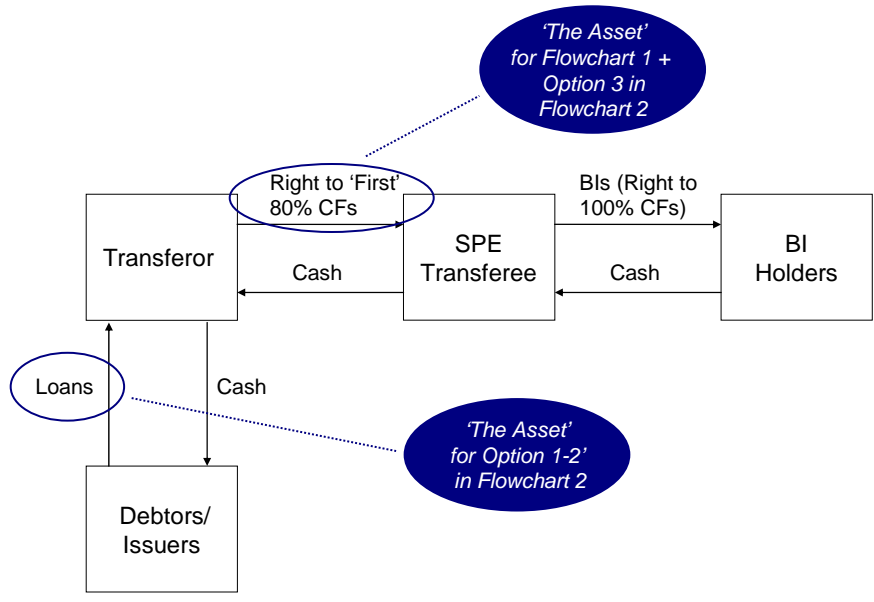 ‘The Asset’
for Flowchart 1 +
Option 3 in
Flowchart 2
Right to ‘First’
80% CFs
BIs (Right to
100% CFs)
Transferor
SPE
Transferee
BI
Holders
Cash
Cash
Loans
Cash
‘The Asset’
for Option 1-2’
in Flowchart 2
Debtors/
Issuers